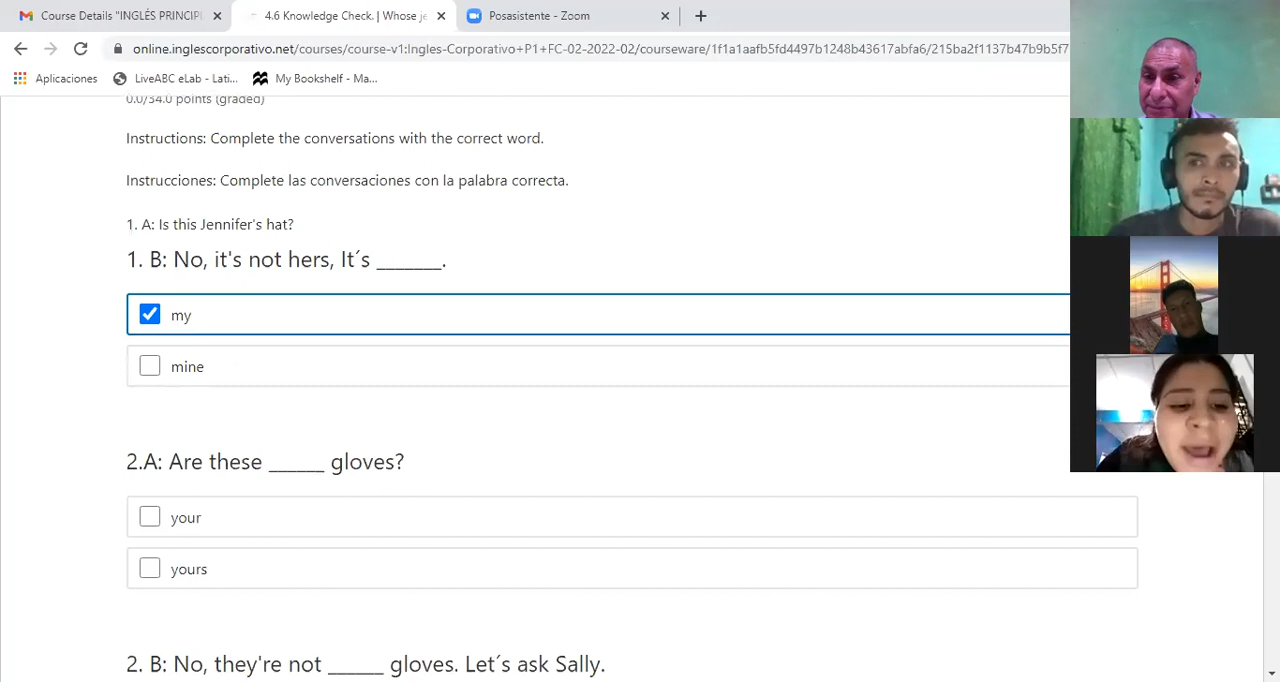 Course Details "INGLÉS PRINCIPI
4.6 Knowledge Check. | Whose je
Posasistente - Zoom
online.inglescorporativo.net/courses/course-v1:Ingles-Corporativo+P1+FC-02-2022-02/courseware/1f1a1aafb5fd4497b1248b43617abfa6/215ba2f1137b47b9b5f7
Aplicaciones
LiveABC eLab - Lati...
My Bookshelf - Ma...
0.0/34.0 points (graded)
Instructions: Complete the conversations with the correct word.
Instrucciones: Complete las conversaciones con la palabra correcta.
1. A: Is this Jennifer's hat?
1. B: No, it's not hers, It´s _______.
my
mine
2.A: Are these ______ gloves?
your
yours
2. B: No, they're not ______ gloves. Let´s ask Sally.